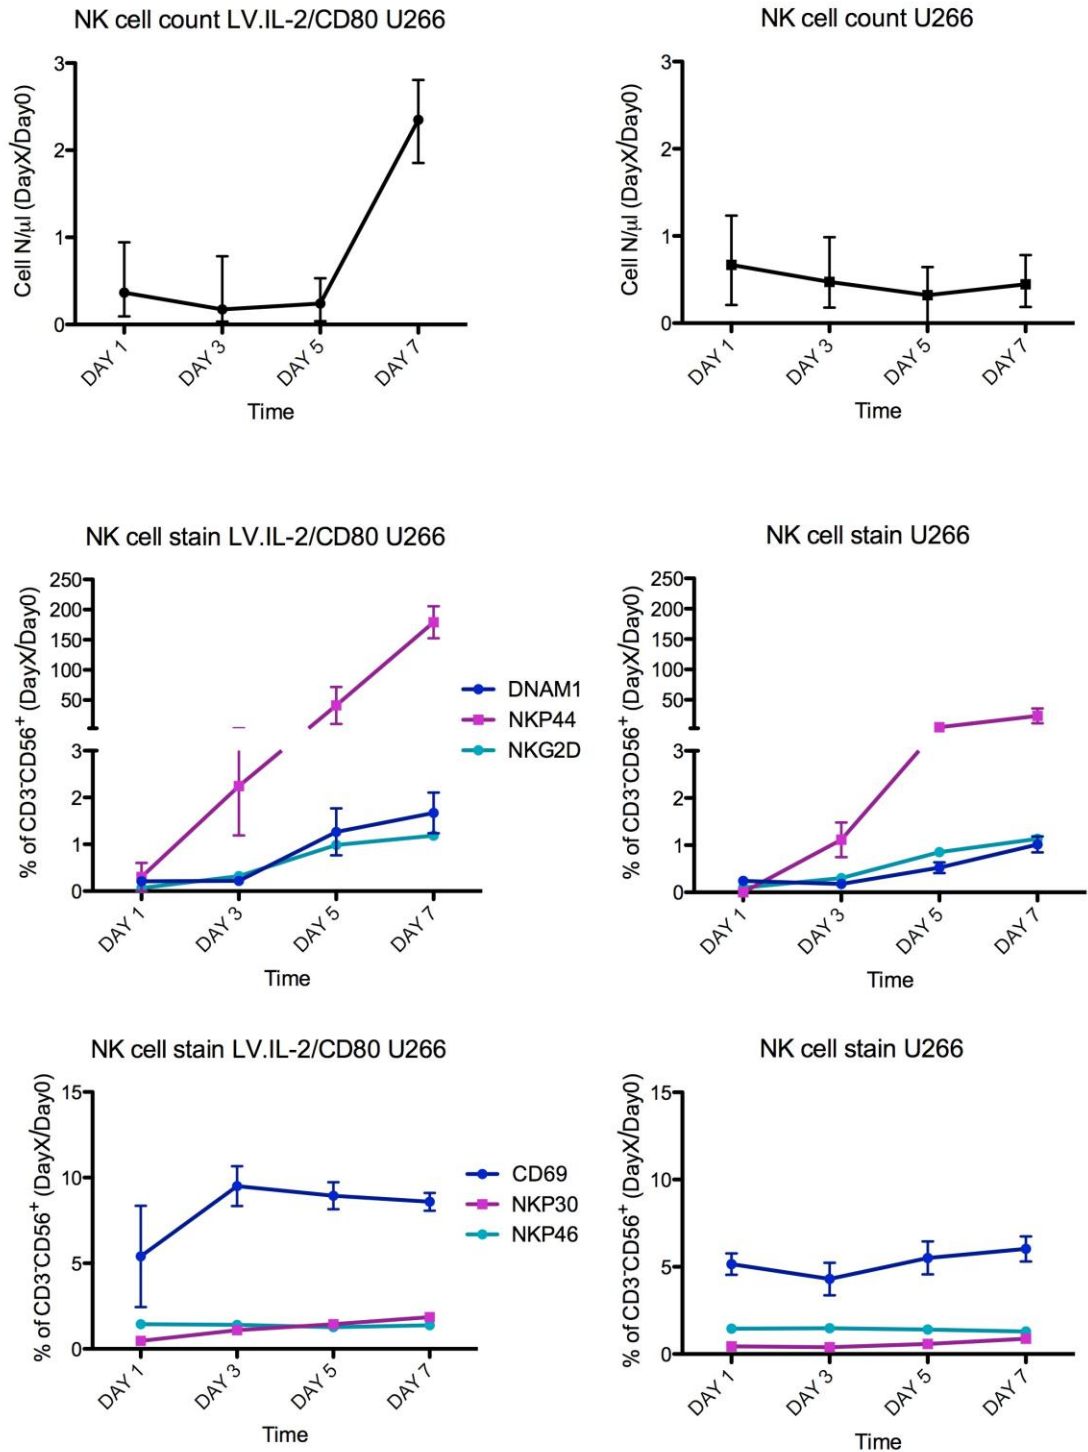 NK cell count LV.IL-2/CD80 U266
Cell N/µl (DayX/Day0)
3
2
1
0
DAY 1
DAY 3
DAY 5
DAY 7
Time
NK cell count U266
Cell N/µl (DayX/Day0)
3
2
1
0
DAY 1
DAY 3
DAY 5
DAY 7
Time
NK cell stain LV.IL-2/CD80 U266
% of CD3⁻CD56⁺ (DayX/Day0)
250
200
150
100
50
3
2
1
0
DAY 1
DAY 3
DAY 5
DAY 7
Time
DNAM1
NKP44
NKG2D
NK cell stain U266
% of CD3⁻CD56⁺ (DayX/Day0)
250
200
150
100
50
3
2
1
0
DAY 1
DAY 3
DAY 5
DAY 7
Time
NK cell stain LV.IL-2/CD80 U266
% of CD3⁻CD56⁺ (DayX/Day0)
15
10
5
0
DAY 1
DAY 3
DAY 5
DAY 7
Time
CD69
NKP30
NKP46
NK cell stain U266
% of CD3⁻CD56⁺ (DayX/Day0)
15
10
5
0
DAY 1
DAY 3
DAY 5
DAY 7
Time